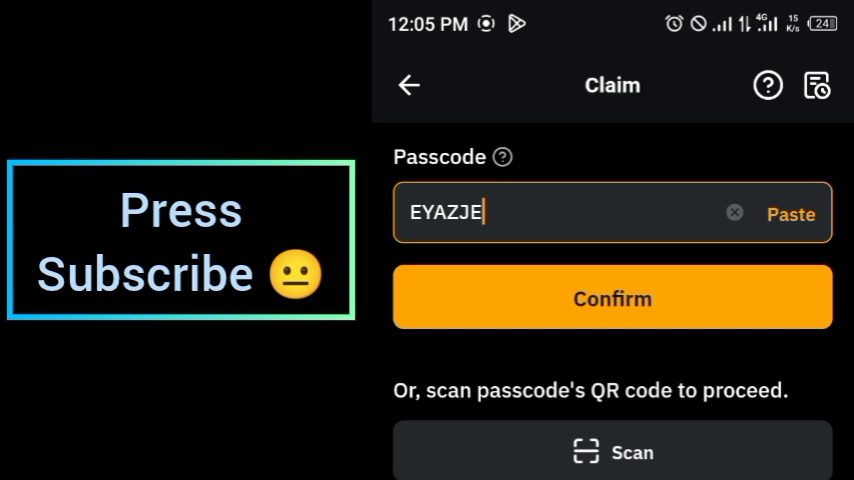 Press
Subscribe 😐
12:05 PM
4G
15
K/s
24
Claim
Passcode
EYAZJE
Paste
Confirm
Or, scan passcode's QR code to proceed.
Scan